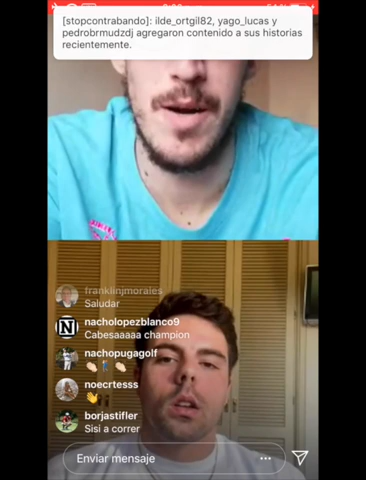 [stopcontrabando]: ilde_ortgil82, yago_lucas y
pedrobrmudzdj agregaron contenido a sus historias
recientemente.
franklinjmorales
Saludar
nacholopezblanco9
Cabesaaaaa champion
nachopugagolf
👏🏻🏌🏻‍♂️👏🏻
noecrtesss
👋
borjastifler
Sisi a correr
Enviar mensaje